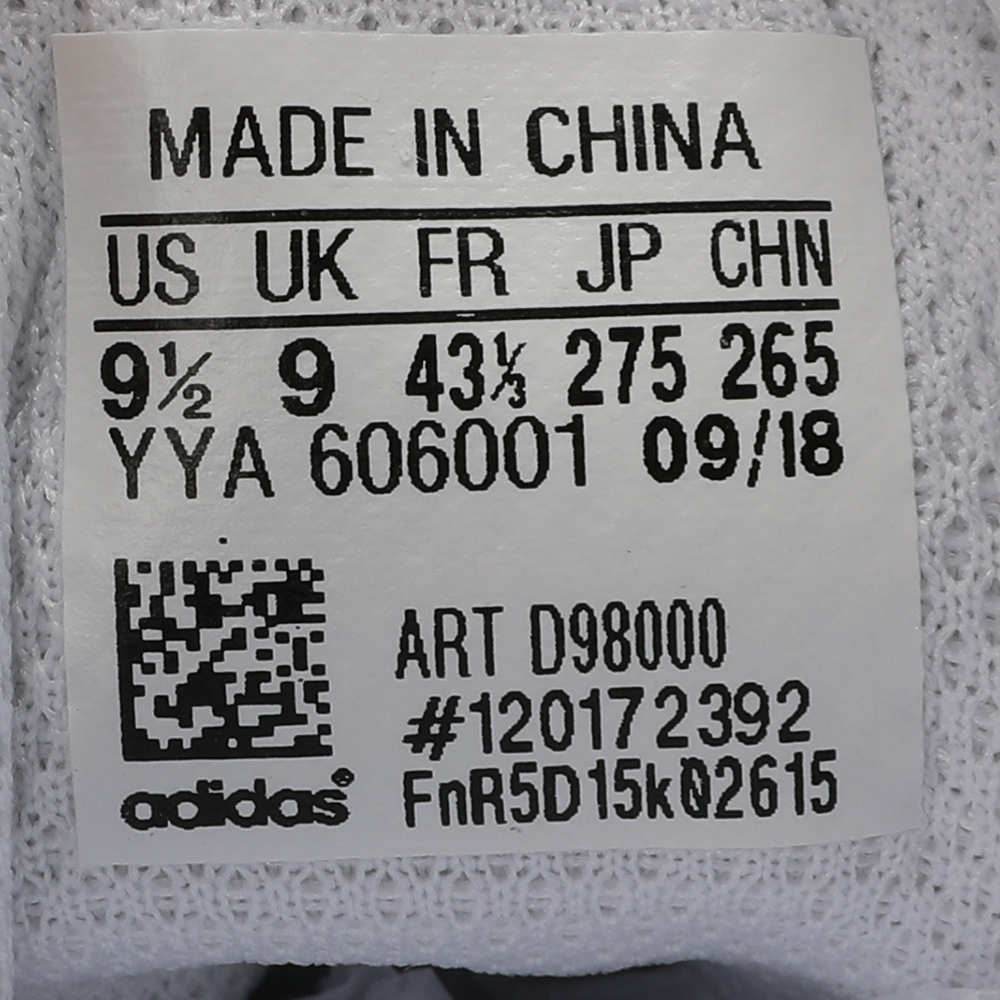 MADE IN CHINA
US UK FR JP CHN
9½ 9 43⅓ 275 265
YYA 606001 09/18
ART D98000
#120172392
FnR5D15k02615
adidas®